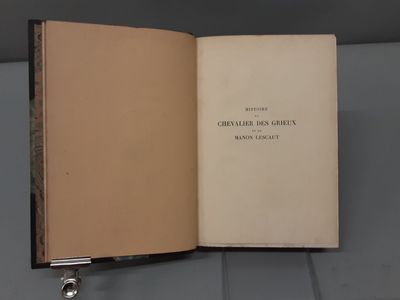 HISTOIRE
DU
CHEVALIER DES GRIEUX
ET DE
MANON LESCAUT